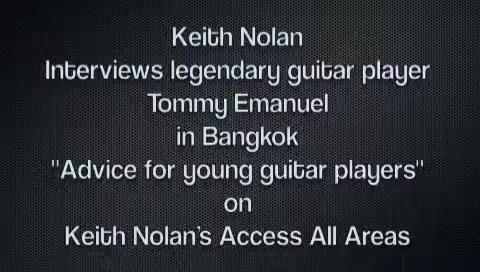 Keith Nolan
Interviews legendary guitar player
Tommy Emanuel
in Bangkok
"Advice for young guitar players"
on
Keith Nolan's Access All Areas